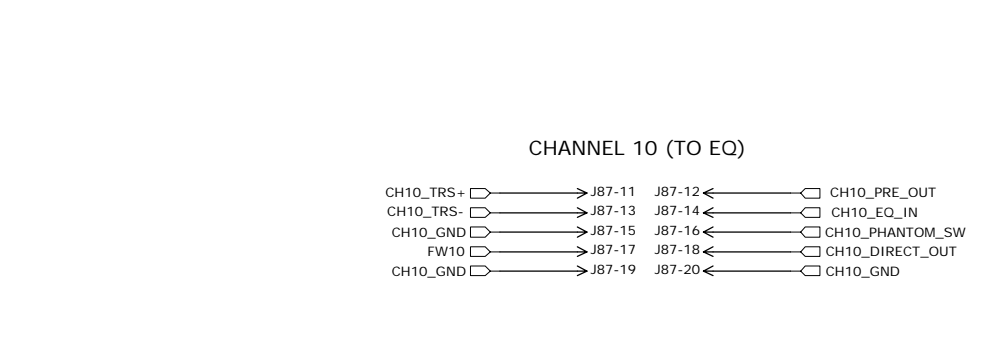 CHANNEL 10 (TO EQ)
CH10_TRS+ J87-11 J87-12 CH10_PRE_OUT
CH10_TRS- J87-13 J87-14 CH10_EQ_IN
CH10_GND J87-15 J87-16 CH10_PHANTOM_SW
FW10 J87-17 J87-18 CH10_DIRECT_OUT
CH10_GND J87-19 J87-20 CH10_GND